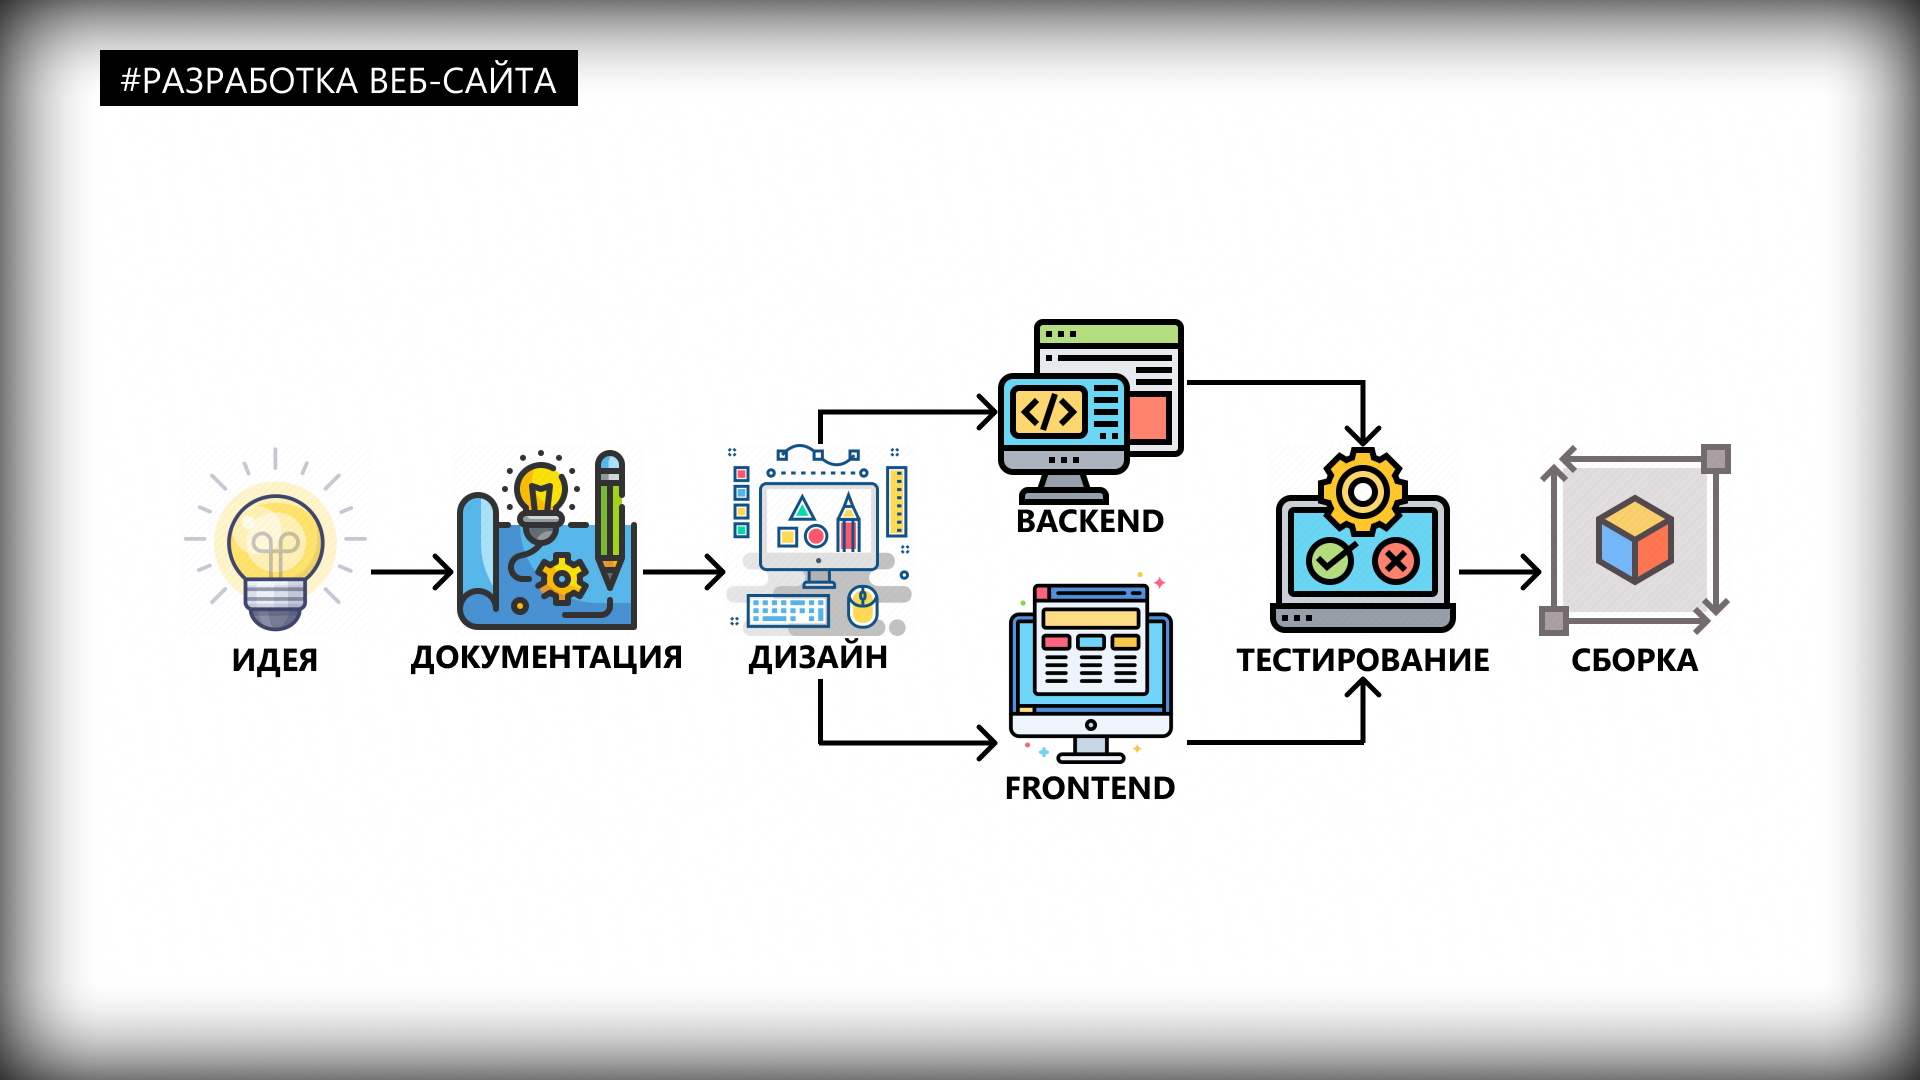 #РАЗРАБОТКА ВЕБ-САЙТА
ИДЕЯ
ДОКУМЕНТАЦИЯ
ДИЗАЙН
BACKEND
FRONTEND
ТЕСТИРОВАНИЕ
СБОРКА